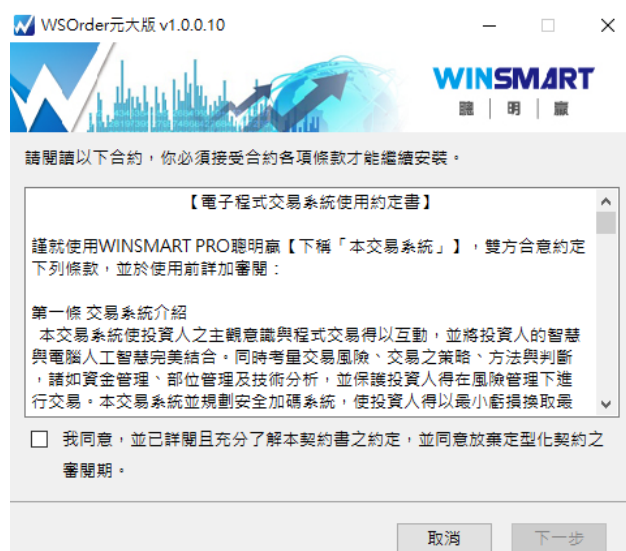 WSOrder元大版 v1.0.0.10
WINSMART
聰 | 明 | 贏
請閱讀以下合約，你必須接受合約各項條款才能繼續安裝。
【電子程式交易系統使用約定書】
謹就使用WINSMART PRO聰明贏【下稱「本交易系統」】，雙方合意約定
下列條款，並於使用前詳加審閱：
第一條 交易系統介紹
本交易系統使投資人之主觀意識與程式交易得以互動，並將投資人的智慧
與電腦人工智慧完美結合。同時考量交易風險、交易之策略、方法與判斷
，諸如資金管理、部位管理及技術分析，並保護投資人得在風險管理下進
行交易。本交易系統並規劃安全加碼系統，使投資人得以最小虧損換取最
我同意，並已詳閱且充分了解本契約書之約定，並同意放棄定型化契約之
審閱期。
取消
下一步